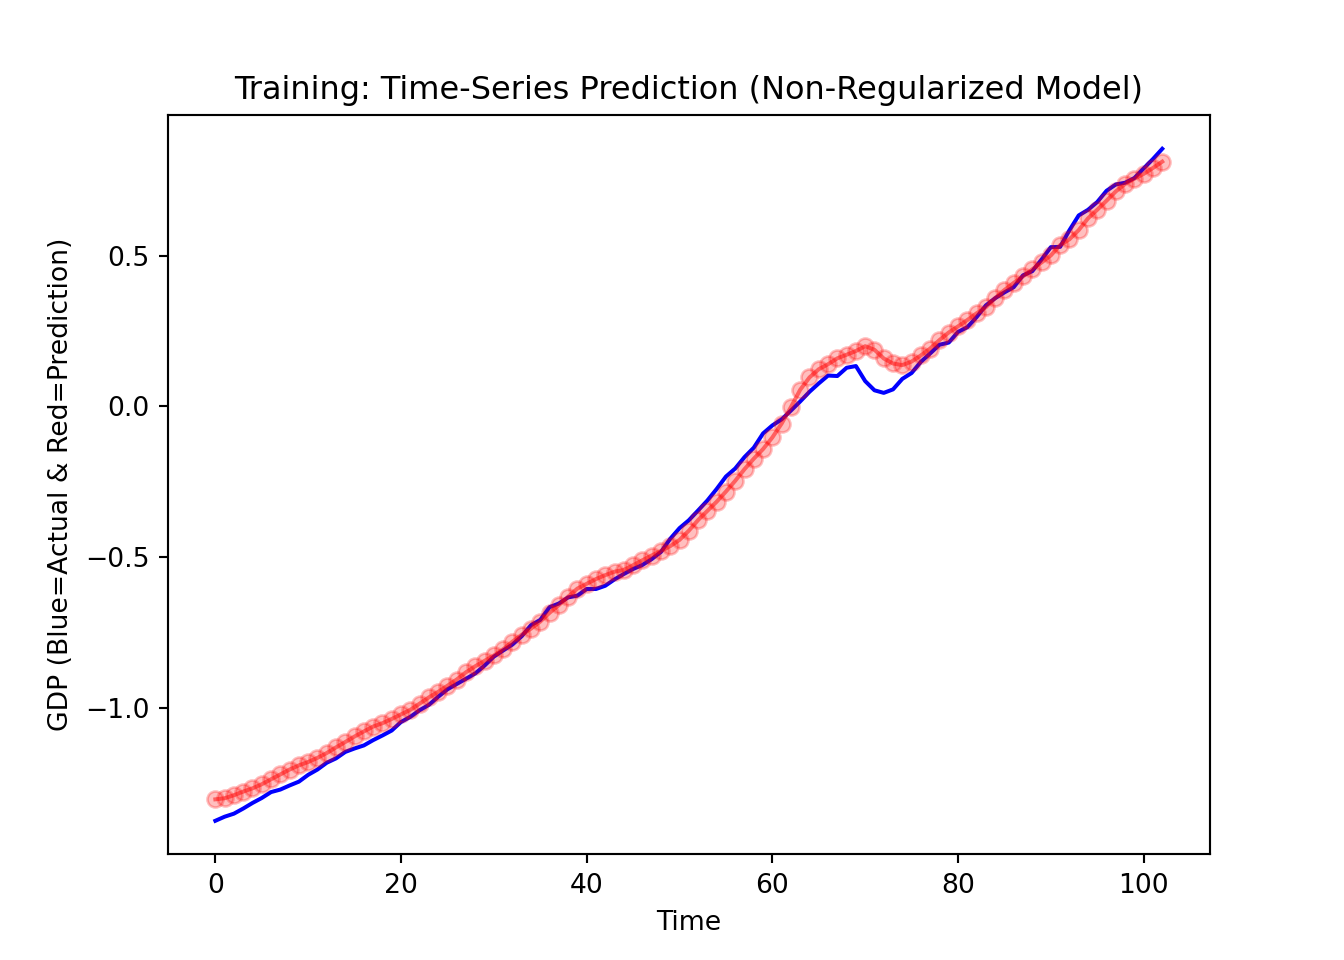 Training: Time-Series Prediction (Non-Regularized Model)
GDP (Blue=Actual & Red=Prediction)
0.5
0.0
−0.5
−1.0
0 20 40 60 80 100
Time